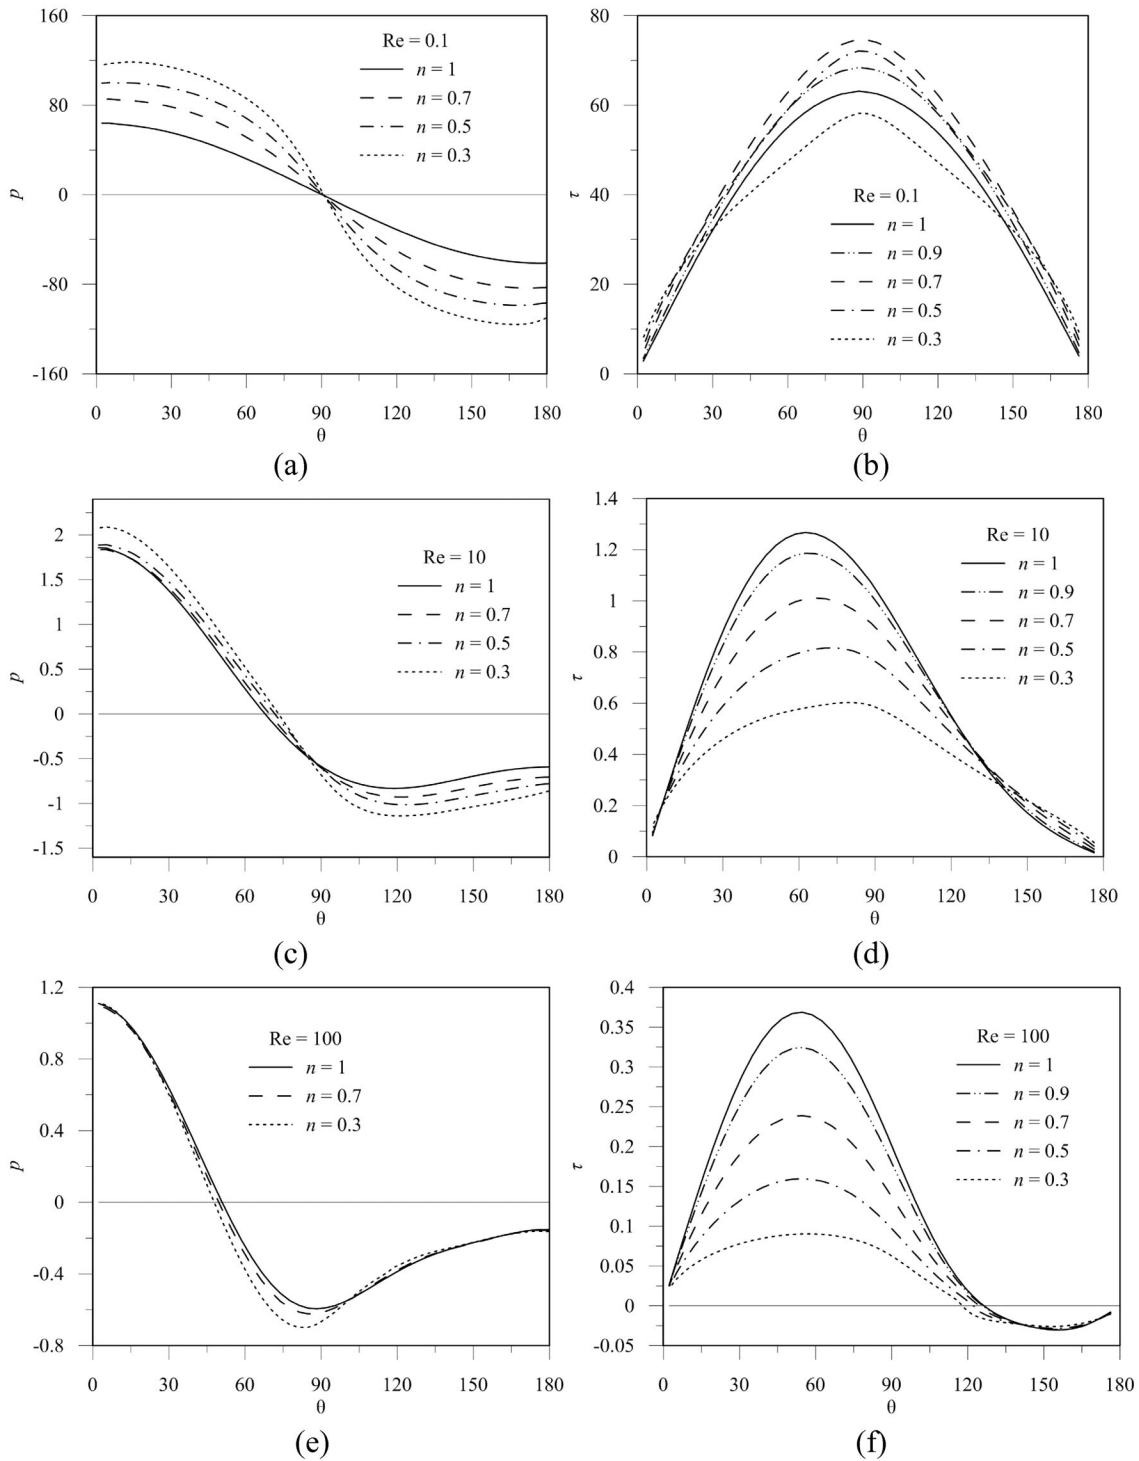 160
80
0
-80
-160
p
Re = 0.1
n = 1
n = 0.7
n = 0.5
n = 0.3
0 30 60 90 120 150 180
θ
(a)
80
60
40
20
0
τ
Re = 0.1
n = 1
n = 0.9
n = 0.7
n = 0.5
n = 0.3
0 30 60 90 120 150 180
θ
(b)
2
1.5
1
0.5
0
-0.5
-1
-1.5
p
Re = 10
n = 1
n = 0.7
n = 0.5
n = 0.3
0 30 60 90 120 150 180
θ
(c)
1.4
1.2
1
0.8
0.6
0.4
0.2
0
τ
Re = 10
n = 1
n = 0.9
n = 0.7
n = 0.5
n = 0.3
0 30 60 90 120 150 180
θ
(d)
1.2
0.8
0.4
0
-0.4
-0.8
p
Re = 100
n = 1
n = 0.7
n = 0.3
0 30 60 90 120 150 180
θ
(e)
0.4
0.35
0.3
0.25
0.2
0.15
0.1
0.05
0
-0.05
τ
Re = 100
n = 1
n = 0.9
n = 0.7
n = 0.5
n = 0.3
0 30 60 90 120 150 180
θ
(f)